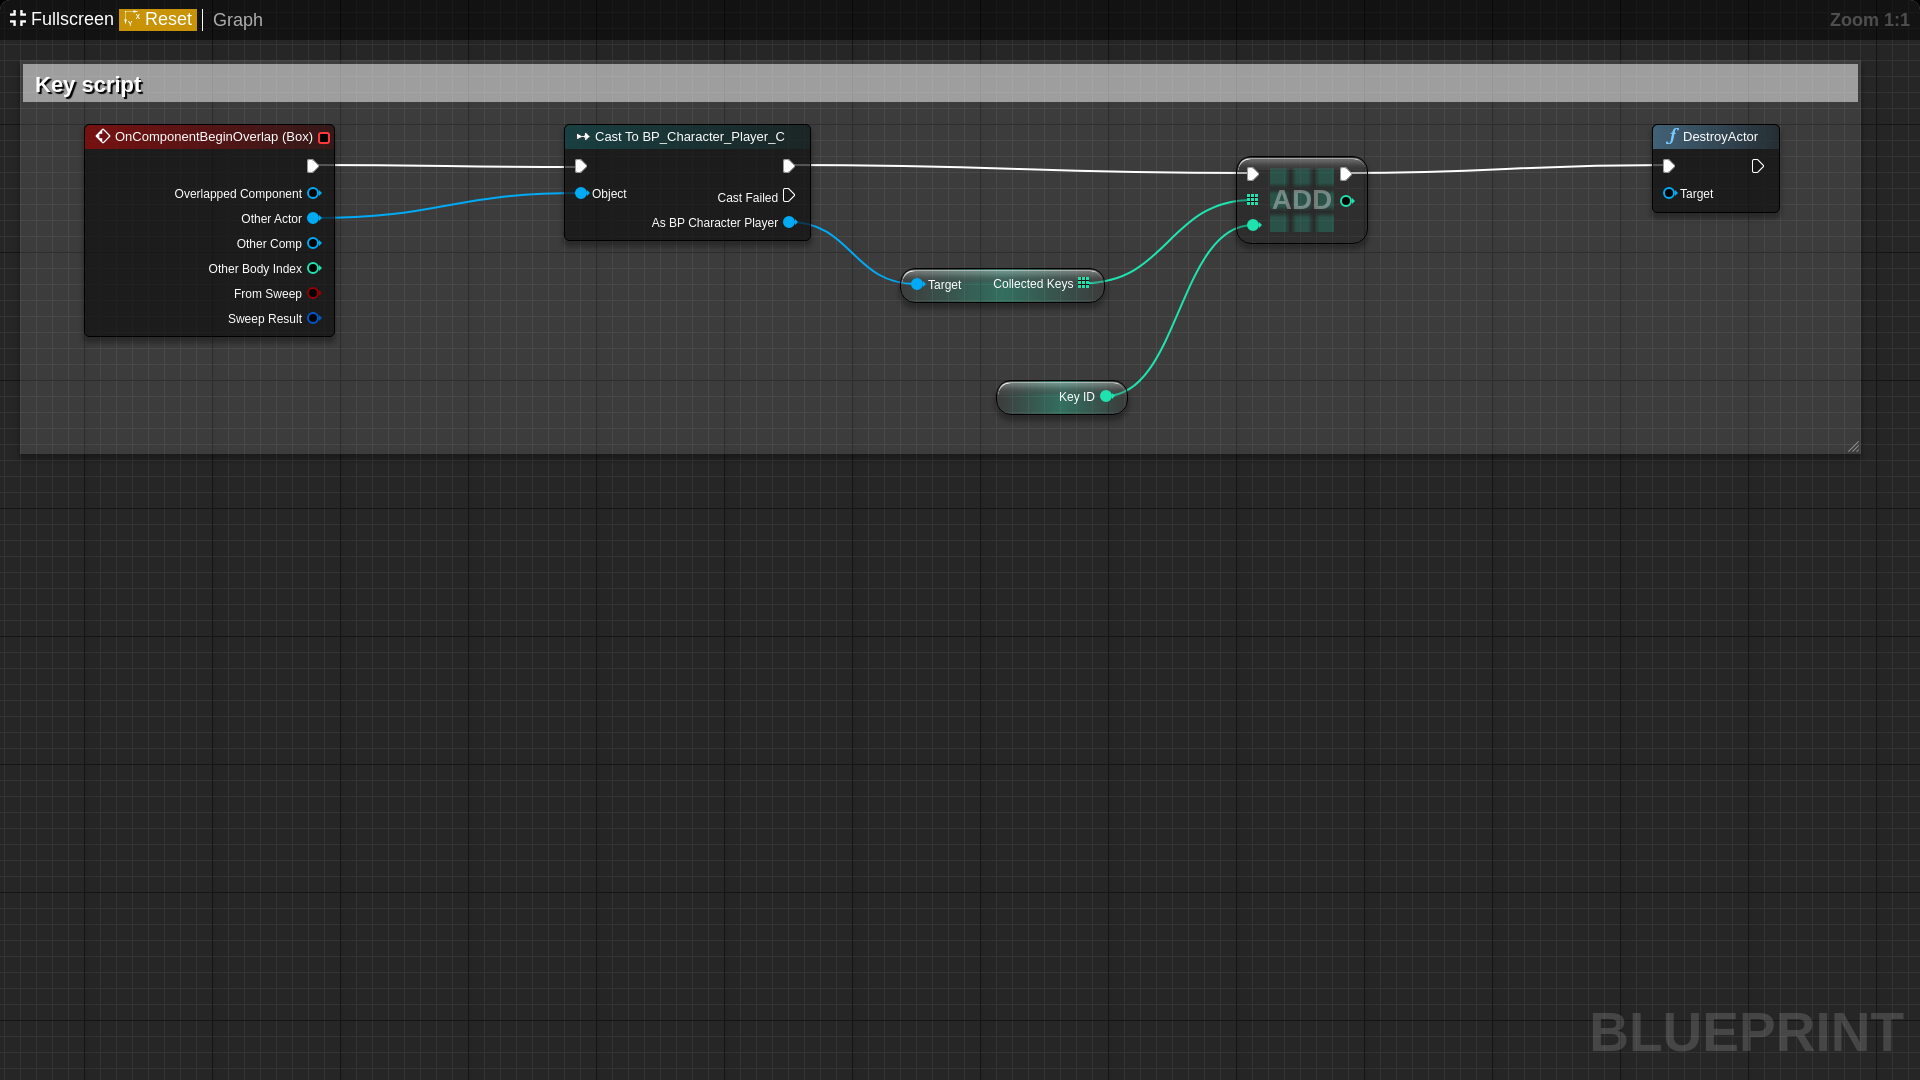 Fullscreen Reset Graph Zoom 1:1
Key script
OnComponentBeginOverlap (Box)
Overlapped Component
Other Actor
Other Comp
Other Body Index
From Sweep
Sweep Result
Cast To BP_Character_Player_C
Object
Cast Failed
As BP Character Player
Target Collected Keys
Key ID
ADD
DestroyActor
Target
BLUEPRINT